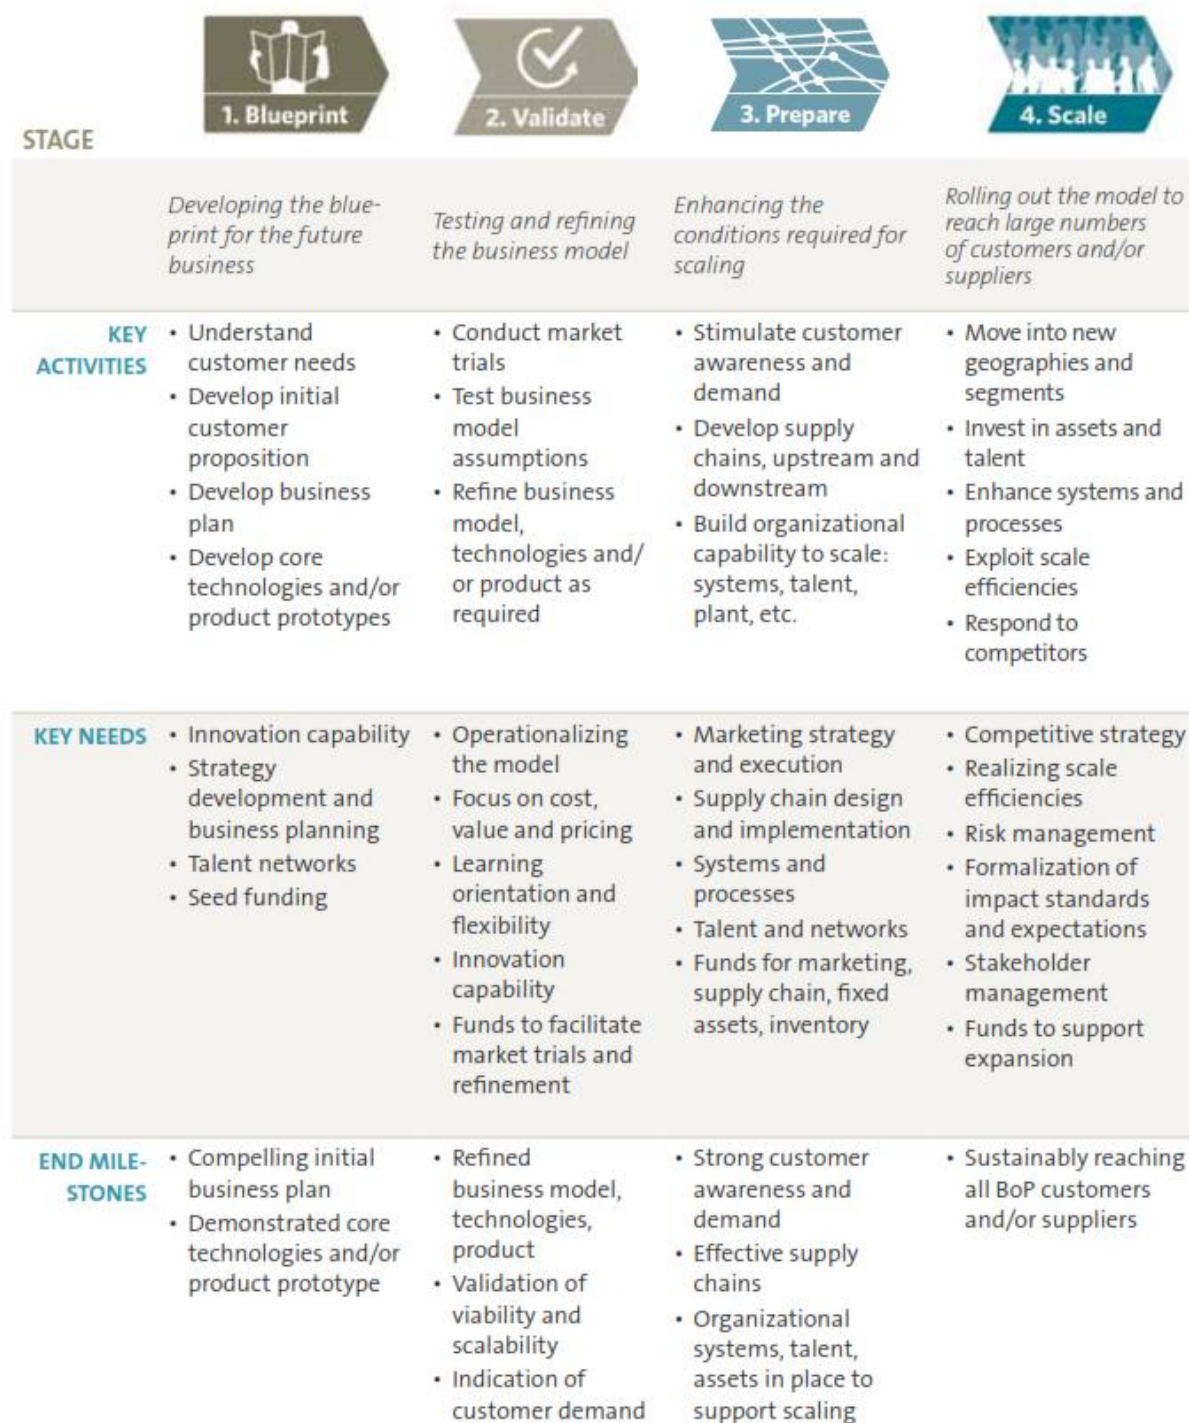 1. Blueprint
2. Validate
3. Prepare
4. Scale
STAGE
Developing the blue-
print for the future
business
Testing and refining
the business model
Enhancing the
conditions required for
scaling
Rolling out the model to
reach large numbers
of customers and/or
suppliers
KEY
ACTIVITIES
• Understand
customer needs
• Develop initial
customer
proposition
• Develop business
plan
• Develop core
technologies and/or
product prototypes
• Conduct market
trials
• Test business
model
assumptions
• Refine business
model,
technologies and/
or product as
required
• Stimulate customer
awareness and
demand
• Develop supply
chains, upstream and
downstream
• Build organizational
capability to scale:
systems, talent,
plant, etc.
• Move into new
geographies and
segments
• Invest in assets and
talent
• Enhance systems and
processes
• Exploit scale
efficiencies
• Respond to
competitors
KEY NEEDS
• Innovation capability
• Strategy
development and
business planning
• Talent networks
• Seed funding
• Operationalizing
the model
• Focus on cost,
value and pricing
• Learning
orientation and
flexibility
• Innovation
capability
• Funds to facilitate
market trials and
refinement
• Marketing strategy
and execution
• Supply chain design
and implementation
• Systems and
processes
• Talent and networks
• Funds for marketing,
supply chain, fixed
assets, inventory
• Competitive strategy
• Realizing scale
efficiencies
• Risk management
• Formalization of
impact standards
and expectations
• Stakeholder
management
• Funds to support
expansion
END MILE-
STONES
• Compelling initial
business plan
• Demonstrated core
technologies and/or
product prototype
• Refined
business model,
technologies,
product
• Validation of
viability and
scalability
• Indication of
customer demand
• Strong customer
awareness and
demand
• Effective supply
chains
• Organizational
systems, talent,
assets in place to
support scaling
• Sustainably reaching
all BoP customers
and/or suppliers